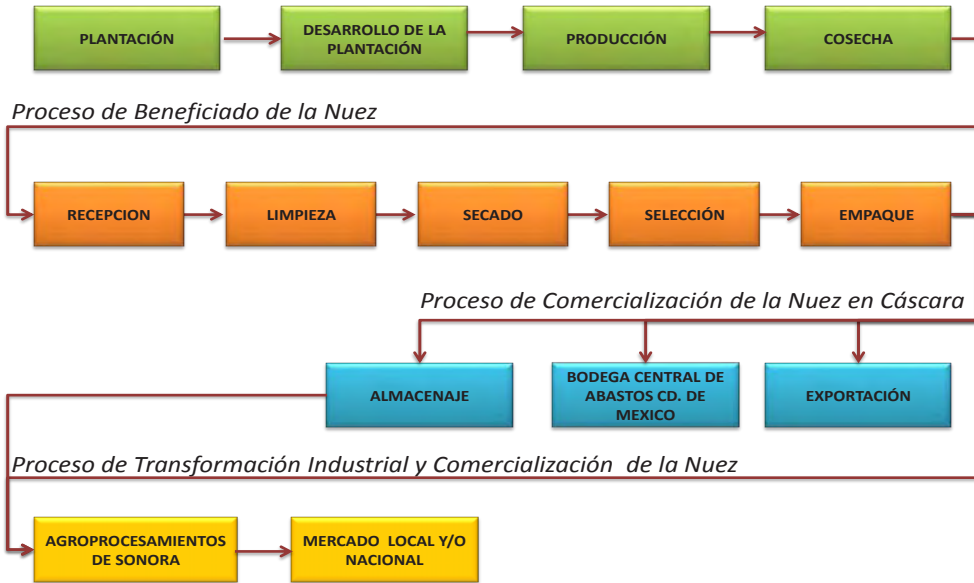 PLANTACIÓN
DESARROLLO DE LA
PLANTACIÓN
PRODUCCIÓN
COSECHA
Proceso de Beneficiado de la Nuez
RECEPCION
LIMPIEZA
SECADO
SELECCIÓN
EMPAQUE
Proceso de Comercialización de la Nuez en Cáscara
ALMACENAJE
BODEGA CENTRAL DE
ABASTOS CD. DE
MEXICO
EXPORTACIÓN
Proceso de Transformación Industrial y Comercialización de la Nuez
AGROPROCESAMIENTOS
DE SONORA
MERCADO LOCAL Y/O
NACIONAL